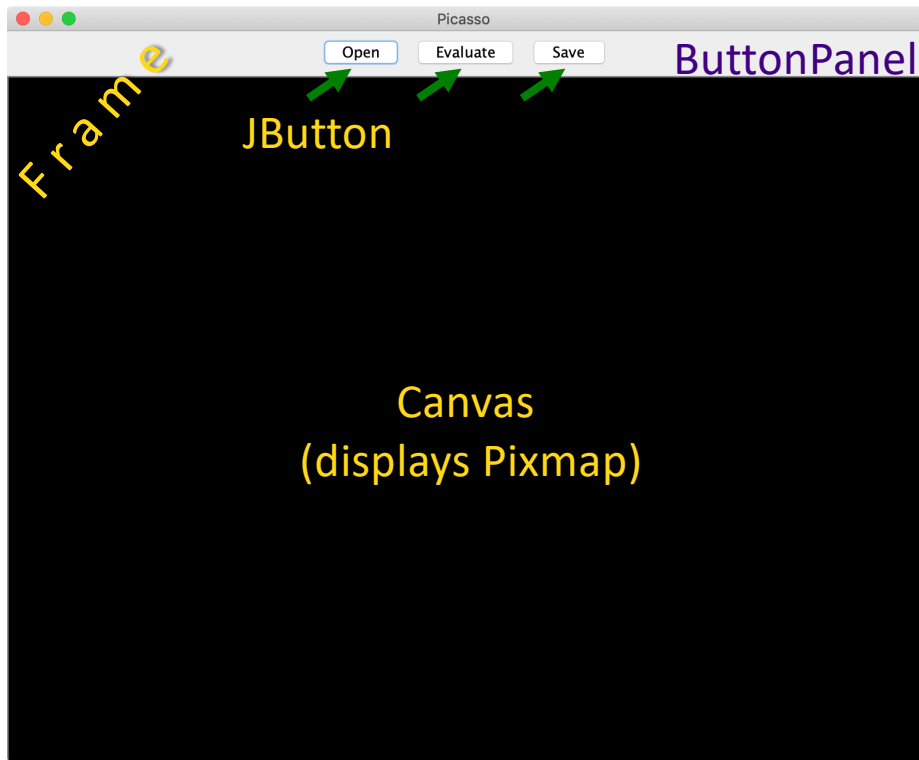 Picasso
Open Evaluate Save
ButtonPanel
Frame
JButton
Canvas
(displays Pixmap)